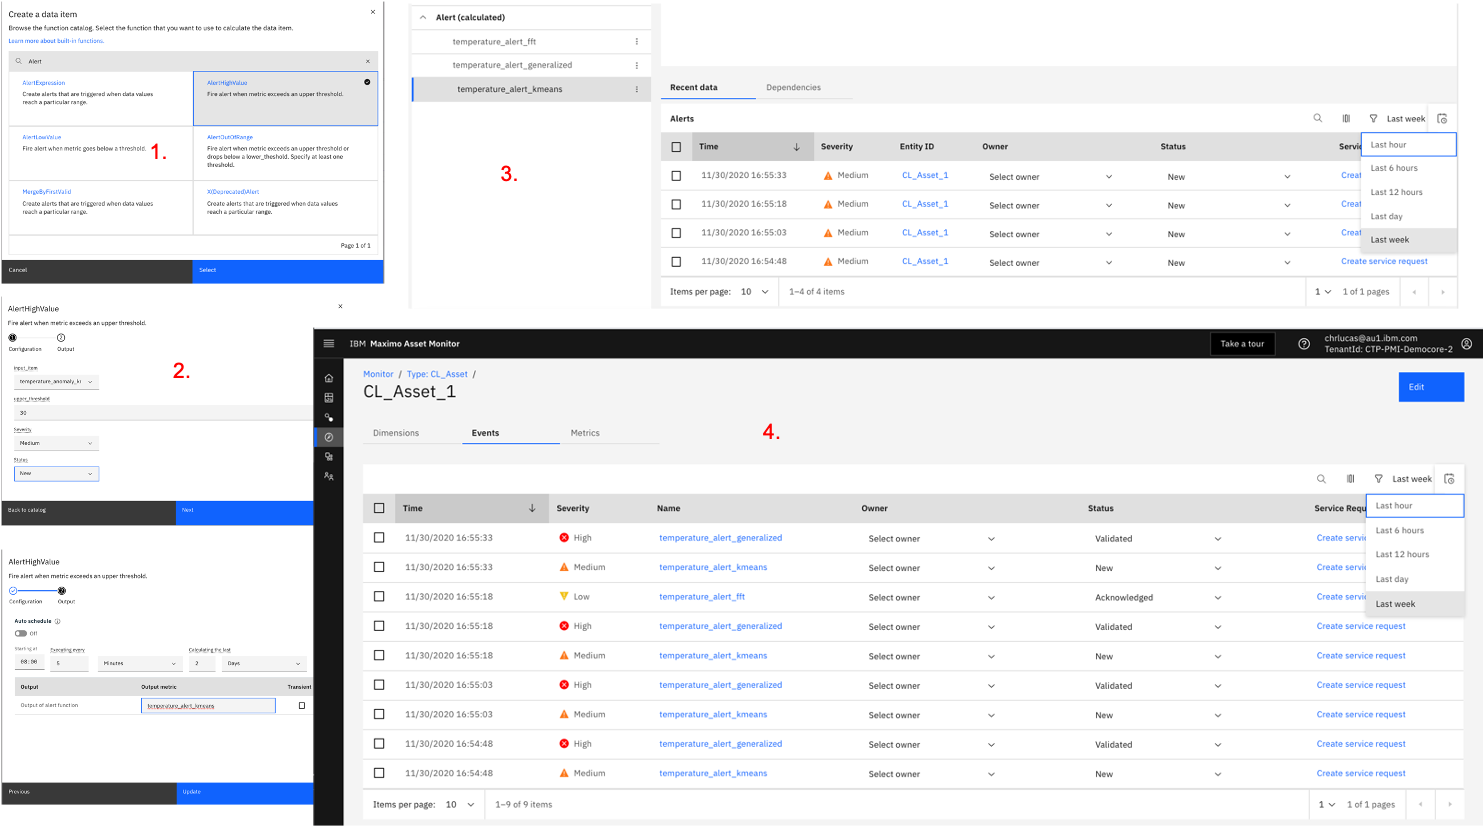 Create a data item
Browse the function catalog. Select the function that you want to use to calculate the data item.
Learn more about built-in functions.
Alert
AlertExpression
Create alerts that are triggered when data values
reach a particular range.
AlertHighValue
Fire alert when metric exceeds an upper threshold.
AlertLowValue
Fire alert when metric goes below a threshold.
1.
AlertOutOfRange
Fire alert when metric exceeds an upper threshold or
drops below a lower_theshold. Specify at least one
threshold.
MergeByFirstValid
Create alerts that are triggered when data values
reach a particular range.
X(Deprecated)Alert
Create alerts that are triggered when data values
reach a particular range.
Page 1 of 1
Cancel
Select
AlertHighValue
Fire alert when metric exceeds an upper threshold.
1
2
Configuration
Output
2.
input_item
temperature_anomaly_ki
upper_threshold
30
Severity
Medium
Status
New
Back to catalog
Next
AlertHighValue
Fire alert when metric exceeds an upper threshold.
2
Configuration
Output
Auto schedule
Off
Starting at
Executing every
Calculating the last
00:00
5
Minutes
2
Days
Output
Output metric
Transient
Output of alert function
temperature_alert_kmeans
Previous
Update
Alert (calculated)
temperature_alert_fft
temperature_alert_generalized
temperature_alert_kmeans
3.
Recent data
Dependencies
Alerts
Last week
Time
Severity
Entity ID
Owner
Status
Servic
11/30/2020 16:55:33 Medium CL_Asset_1 Select owner New Creat
11/30/2020 16:55:18 Medium CL_Asset_1 Select owner New Creat
11/30/2020 16:55:03 Medium CL_Asset_1 Select owner New Creat
11/30/2020 16:54:48 Medium CL_Asset_1 Select owner New Create service request
Last hour
Last 6 hours
Last 12 hours
Last day
Last week
Items per page: 10 1–4 of 4 items 1 1 of 1 pages
IBM Maximo Asset Monitor
Take a tour
chrlucas@au1.ibm.com
TenantId: CTP-PMI-Democore-2
Monitor / Type: CL_Asset /
CL_Asset_1
Edit
Dimensions
Events
Metrics
4.
Last week
Time
Severity
Name
Owner
Status
Service Requ
11/30/2020 16:55:33 High temperature_alert_generalized Select owner Validated Create servic
11/30/2020 16:55:33 Medium temperature_alert_kmeans Select owner New Create servic
11/30/2020 16:55:18 Low temperature_alert_fft Select owner Acknowledged Create servic
11/30/2020 16:55:18 High temperature_alert_generalized Select owner Validated Create service request
11/30/2020 16:55:18 Medium temperature_alert_kmeans Select owner New Create service request
11/30/2020 16:55:03 High temperature_alert_generalized Select owner Validated Create service request
11/30/2020 16:55:03 Medium temperature_alert_kmeans Select owner New Create service request
11/30/2020 16:54:48 High temperature_alert_generalized Select owner Validated Create service request
11/30/2020 16:54:48 Medium temperature_alert_kmeans Select owner New Create service request
Last hour
Last 6 hours
Last 12 hours
Last day
Last week
Items per page: 10 1–9 of 9 items 1 1 of 1 pages